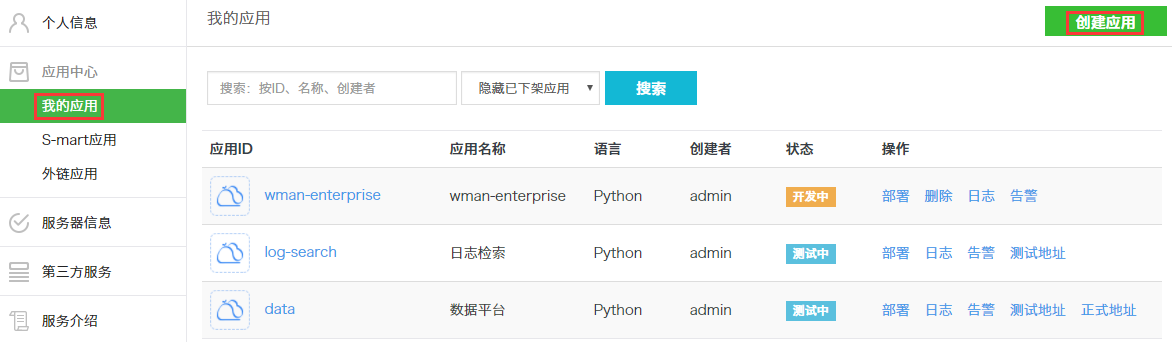 个人信息
应用中心
我的应用
S-mart应用
外链应用
服务器信息
第三方服务
服务介绍
我的应用
创建应用
搜索：按ID、名称、创建者 隐藏已下架应用 搜索
应用ID 应用名称 语言 创建者 状态 操作
wman-enterprise wman-enterprise Python admin 开发中 部署 删除 日志 告警
log-search 日志检索 Python admin 测试中 部署 日志 告警 测试地址
data 数据平台 Python admin 测试中 部署 日志 告警 测试地址 正式地址